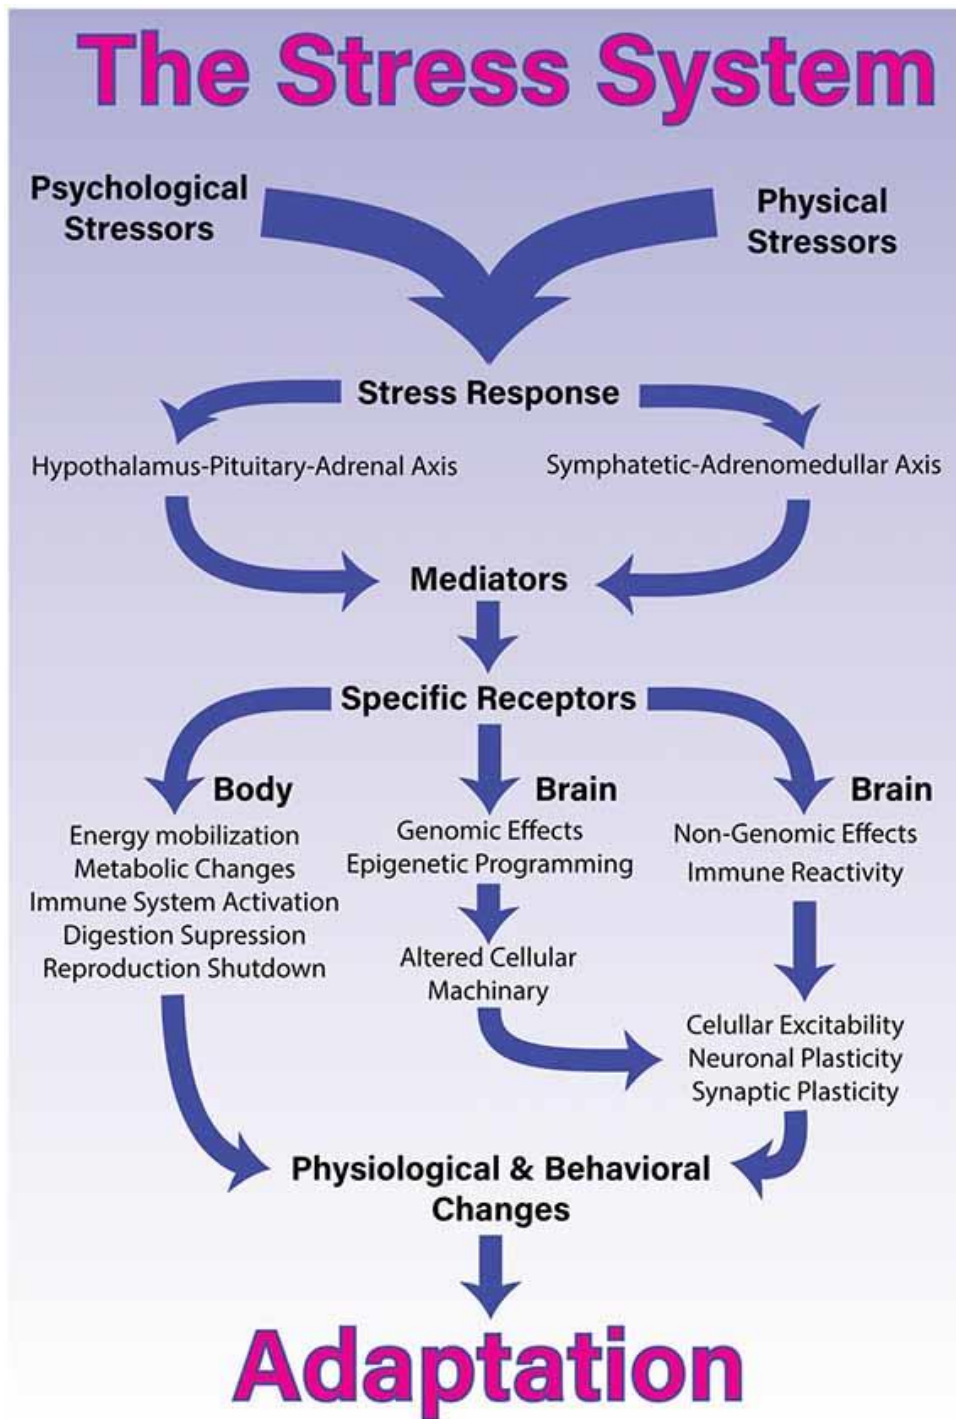 The Stress System
Psychological
Stressors
Physical
Stressors
Stress Response
Hypothalamus-Pituitary-Adrenal Axis
Symphatetic-Adrenomedullar Axis
Mediators
Specific Receptors
Body
Energy mobilization
Metabolic Changes
Immune System Activation
Digestion Supression
Reproduction Shutdown
Brain
Genomic Effects
Epigenetic Programming
Altered Cellular
Machinary
Brain
Non-Genomic Effects
Immune Reactivity
Celullar Excitability
Neuronal Plasticity
Synaptic Plasticity
Physiological & Behavioral
Changes
Adaptation